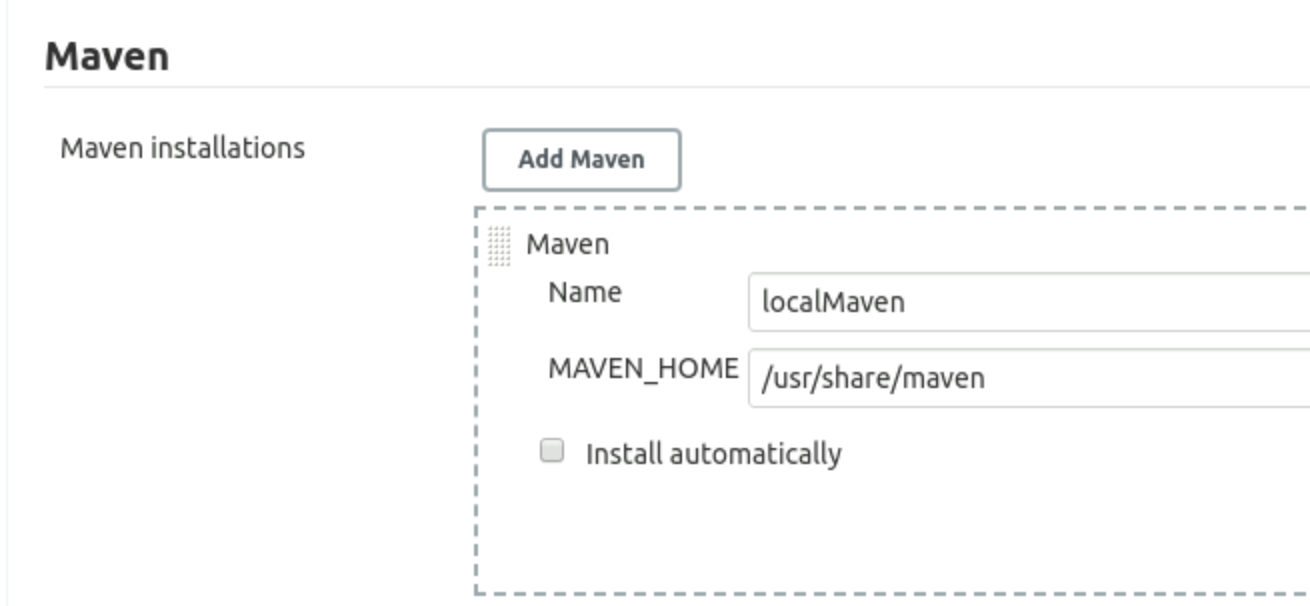 Maven
Maven installations
Add Maven
Maven
Name
localMaven
MAVEN_HOME
/usr/share/maven
Install automatically